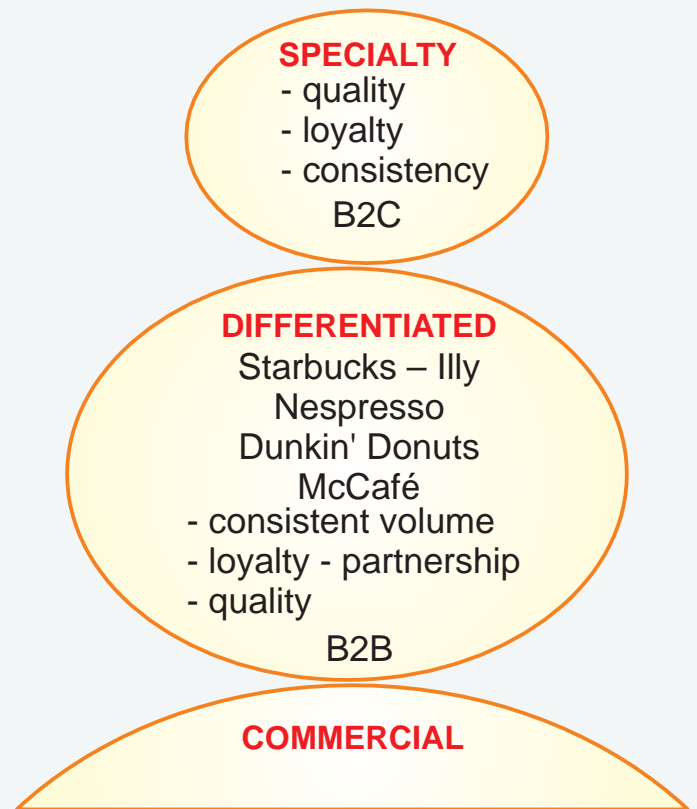 SPECIALTY
- quality
- loyalty
- consistency
B2C
DIFFERENTIATED
Starbucks – Illy
Nespresso
Dunkin' Donuts
McCafé
- consistent volume
- loyalty - partnership
- quality
B2B
COMMERCIAL